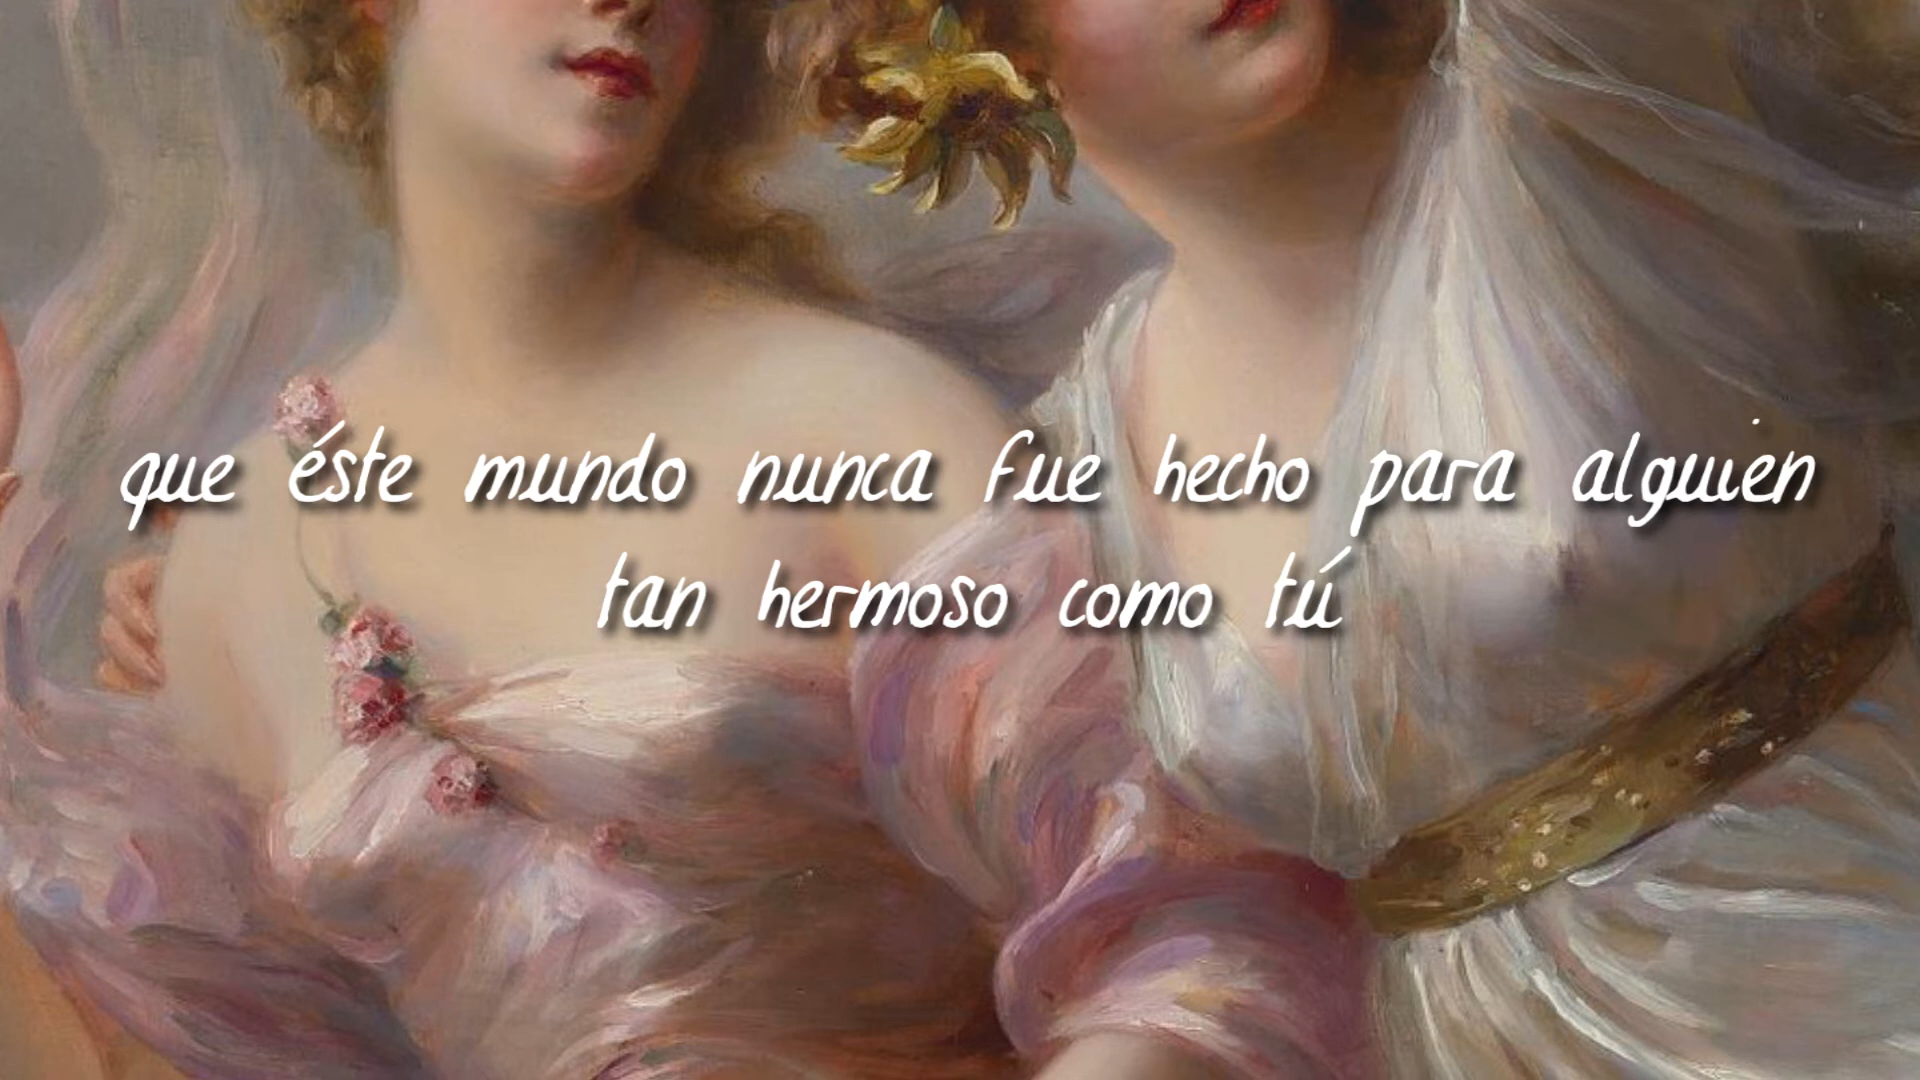 que éste mundo nunca fue hecho para alguien
tan hermoso como tú